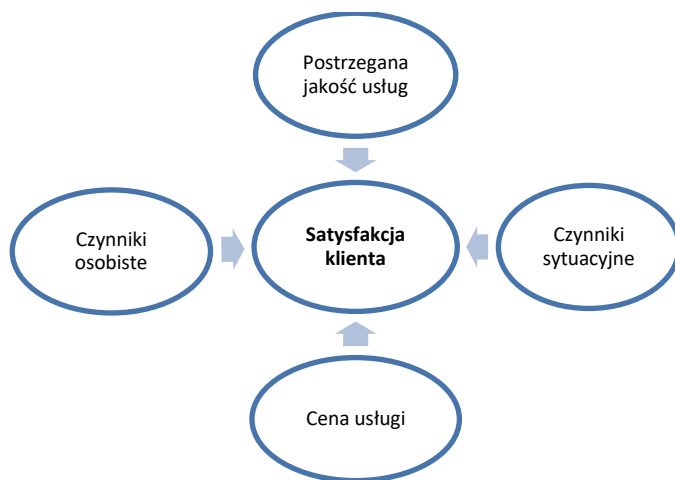 Postrzegana
jakość usług
Czynniki
osobiste
Satysfakcja
klienta
Czynniki
sytuacyjne
Cena usługi